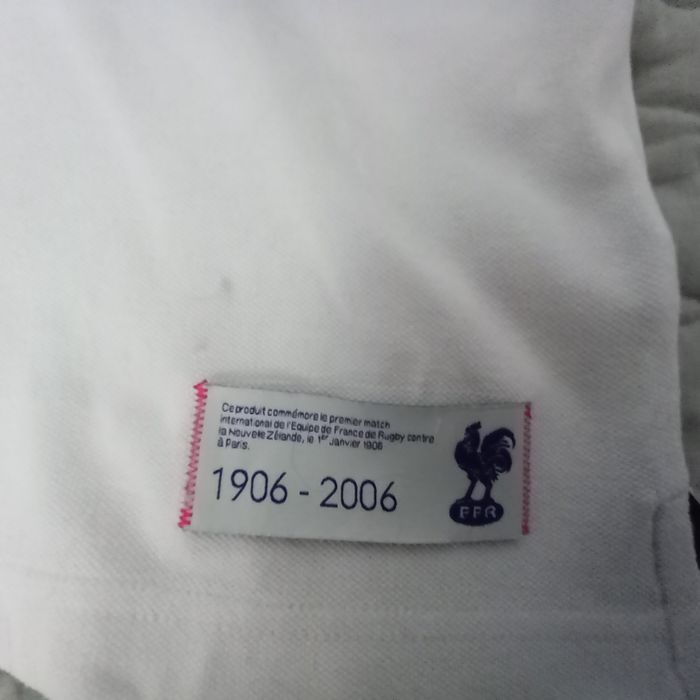 Ce produit commémore le premier match
international de l'Equipe de France de Rugby contre
la Nouvelle Zélande, le 1er Janvier 1906
à Paris.
1906 - 2006
FFR